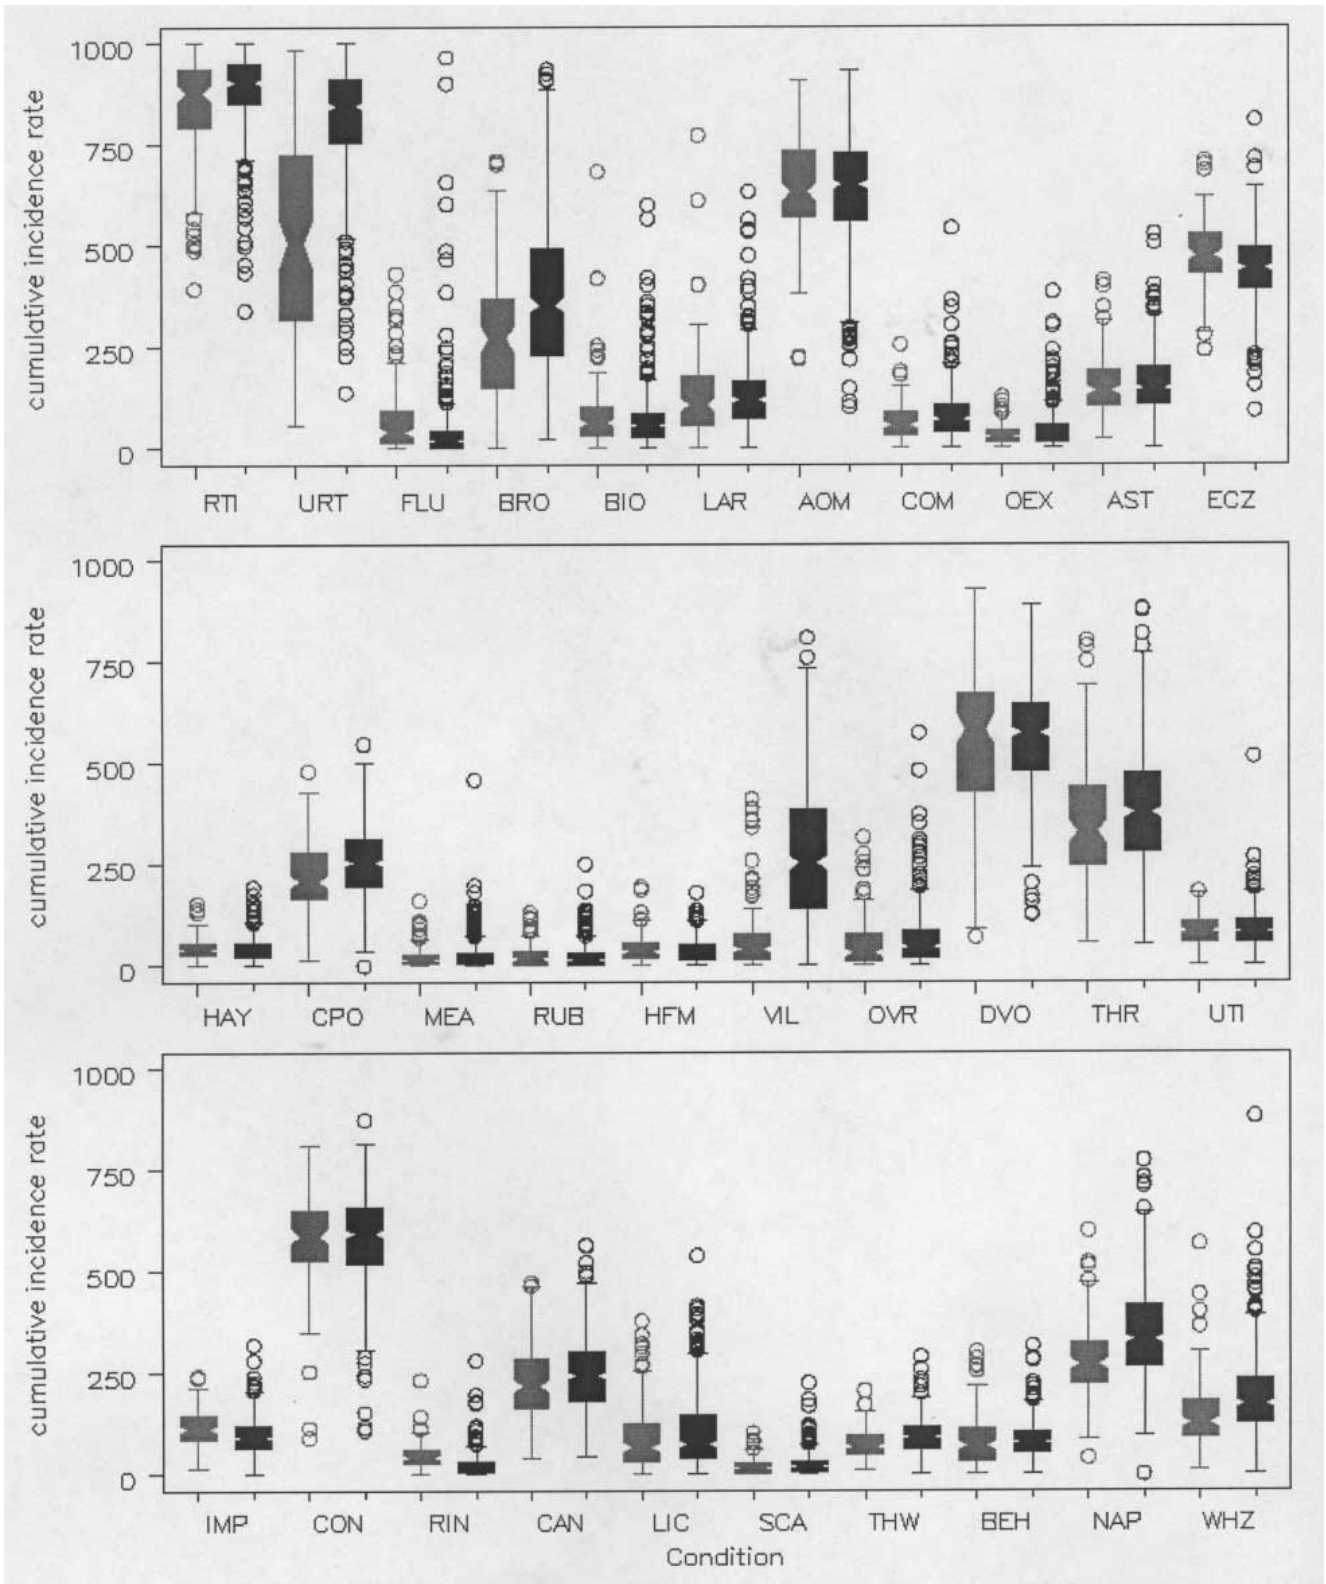 cumulative incidence rate
1000
750
500
250
0
RTI URT FLU BRO BIO LAR AOM COM OEX AST ECZ
cumulative incidence rate
1000
750
500
250
0
HAY CPO MEA RUB HFM VIL OVR DVO THR UTI
cumulative incidence rate
1000
750
500
250
0
IMP CON RIN CAN LIC SCA THW BEH NAP WHZ
Condition